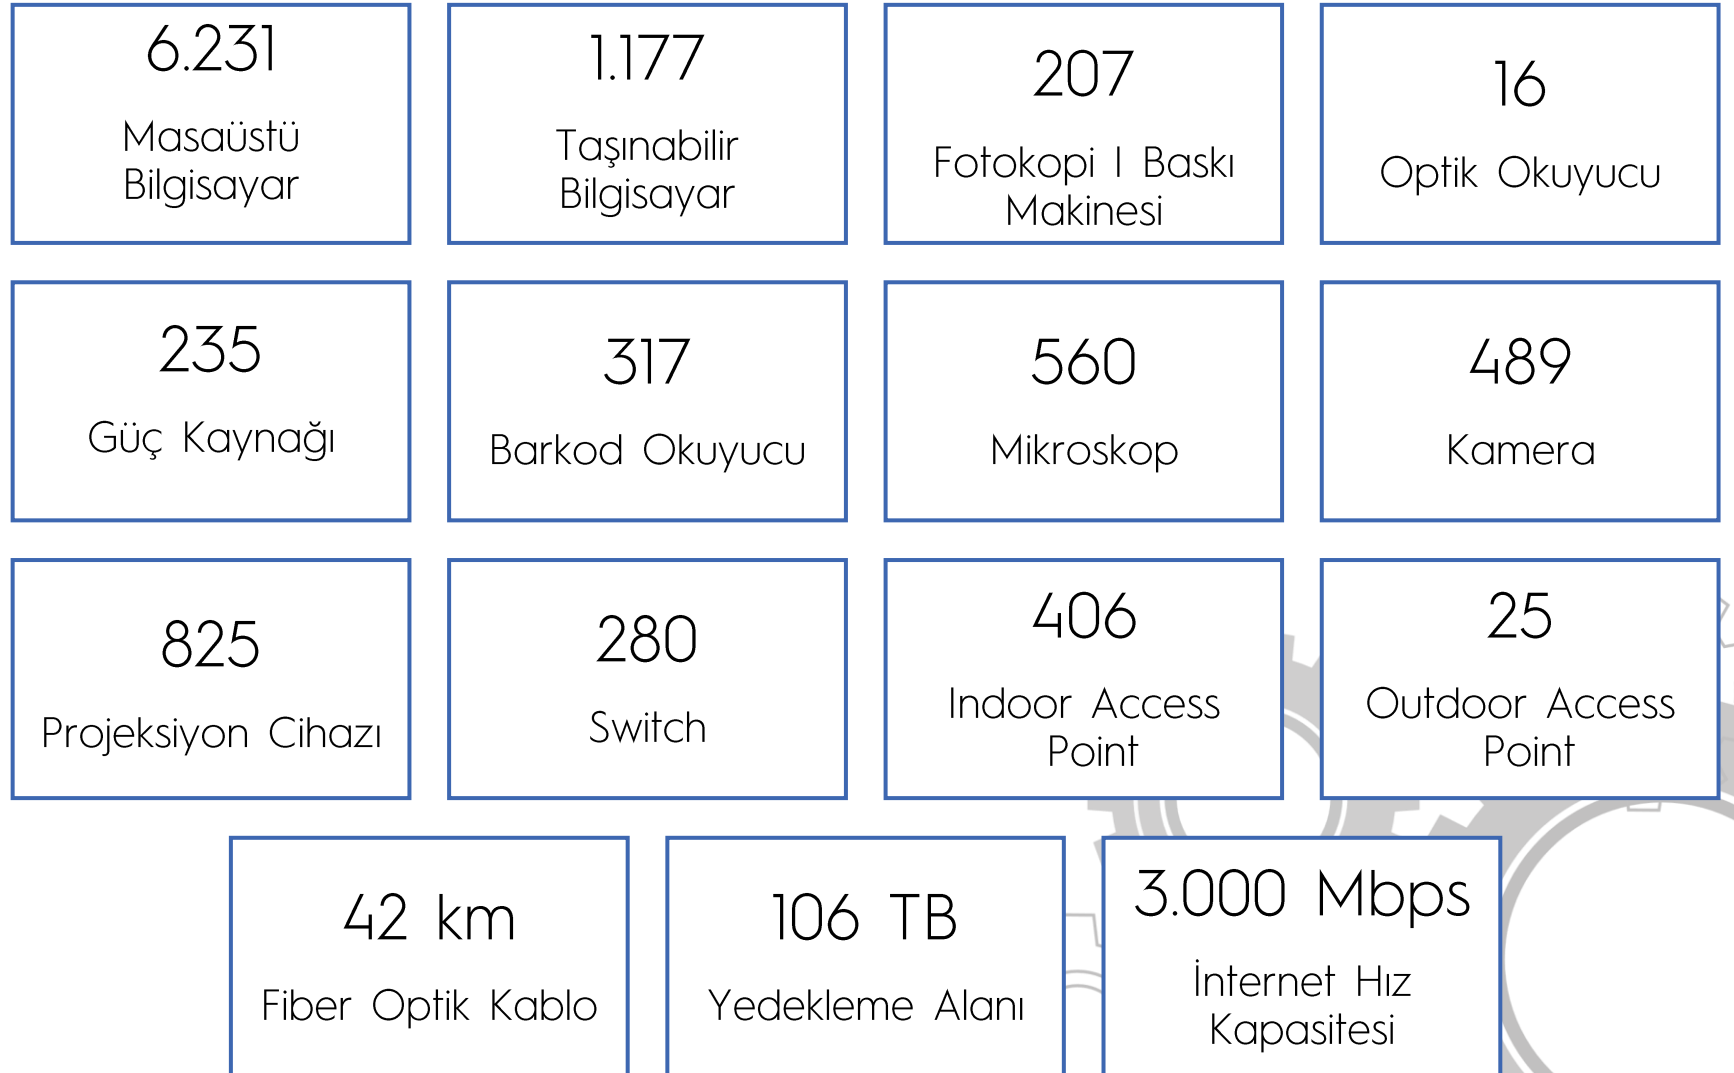 6.231
Masaüstü
Bilgisayar
1.177
Taşınabilir
Bilgisayar
207
Fotokopi I Baskı
Makinesi
16
Optik Okuyucu
235
Güç Kaynağı
317
Barkod Okuyucu
560
Mikroskop
489
Kamera
825
Projeksiyon Cihazı
280
Switch
406
Indoor Access
Point
25
Outdoor Access
Point
42 km
Fiber Optik Kablo
106 TB
Yedekleme Alanı
3.000 Mbps
İnternet Hız
Kapasitesi